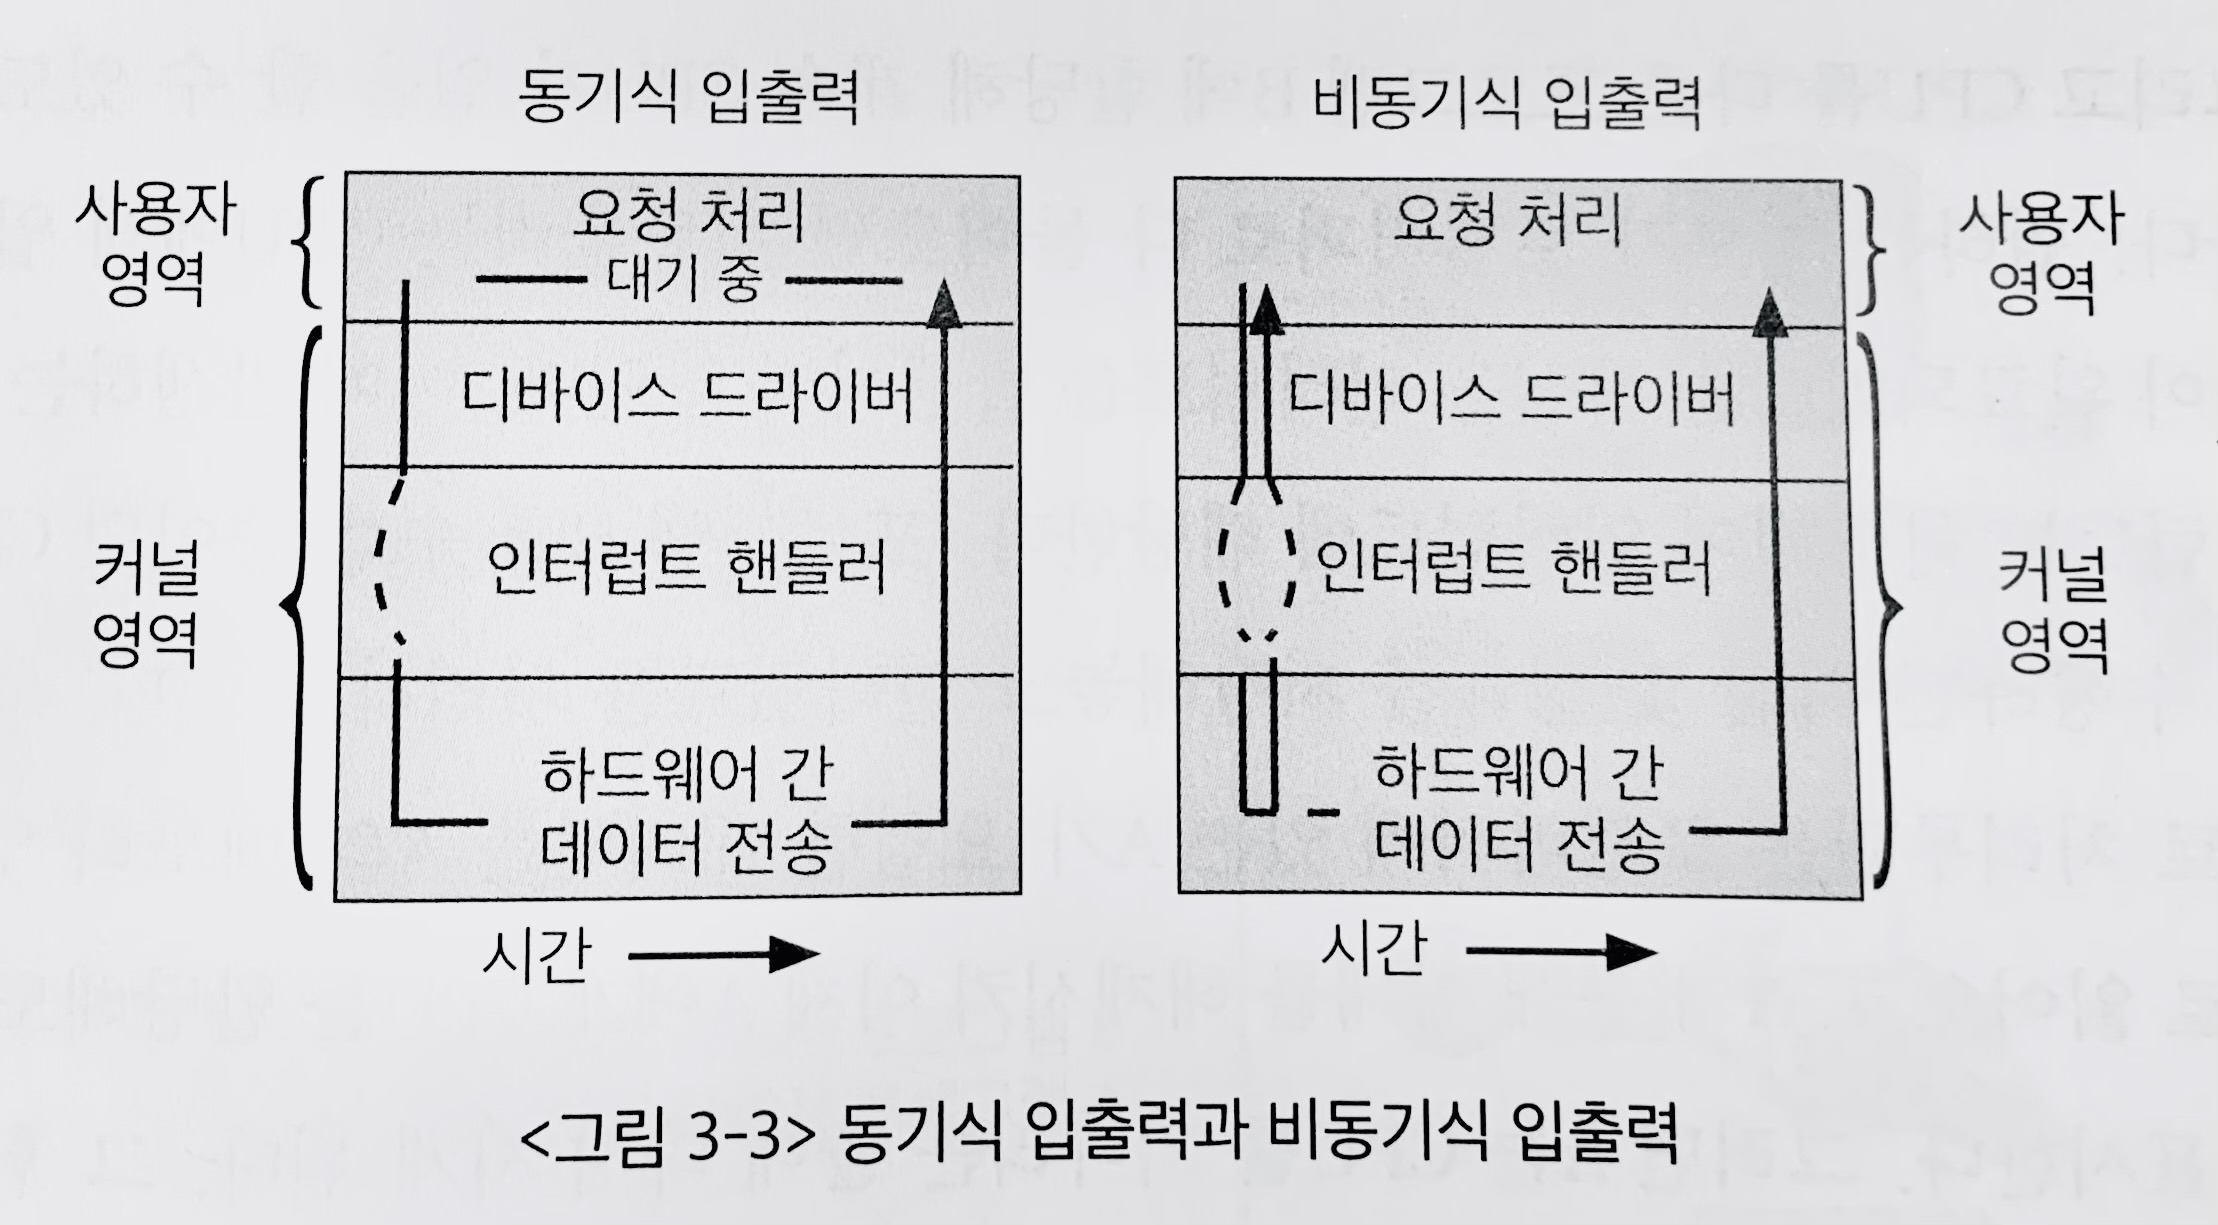 동기식 입출력
사용자
영역
요청 처리
대기 중
디바이스 드라이버
커널
영역
인터럽트 핸들러
하드웨어 간
데이터 전송
시간
비동기식 입출력
요청 처리
사용자
영역
디바이스 드라이버
인터럽트 핸들러
커널
영역
하드웨어 간
데이터 전송
시간
<그림 3-3> 동기식 입출력과 비동기식 입출력